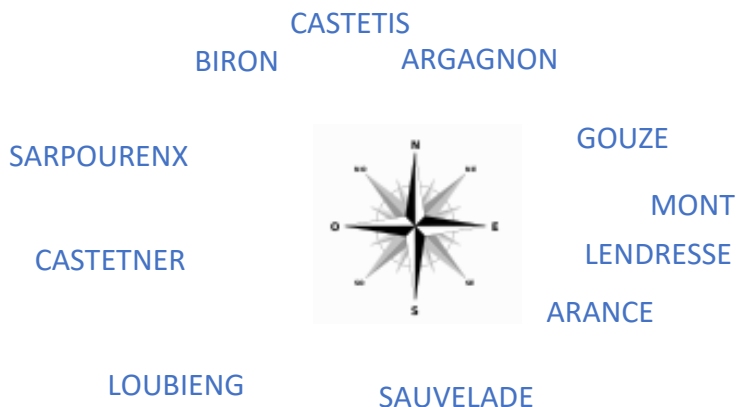 CASTETIS
BIRON
ARGAGNON
GOUZE
SARPOURENX
N
MONT
O
E
CASTETNER
LENDRESSE
S
ARANCE
LOUBIENG
SAUVELADE